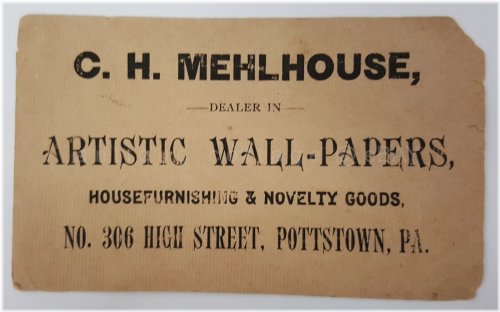 C. H. MEHLHOUSE,
—DEALER IN—
ARTISTIC WALL-PAPERS,
HOUSEFURNISHING & NOVELTY GOODS,
NO. 306 HIGH STREET, POTTSTOWN, PA.